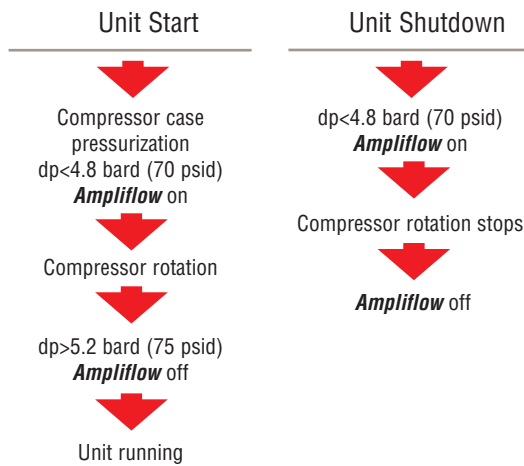 Unit Start
Compressor case
pressurization
dp<4.8 bard (70 psid)
Ampliflow on
Compressor rotation
dp>5.2 bard (75 psid)
Ampliflow off
Unit running
Unit Shutdown
dp<4.8 bard (70 psid)
Ampliflow on
Compressor rotation stops
Ampliflow off